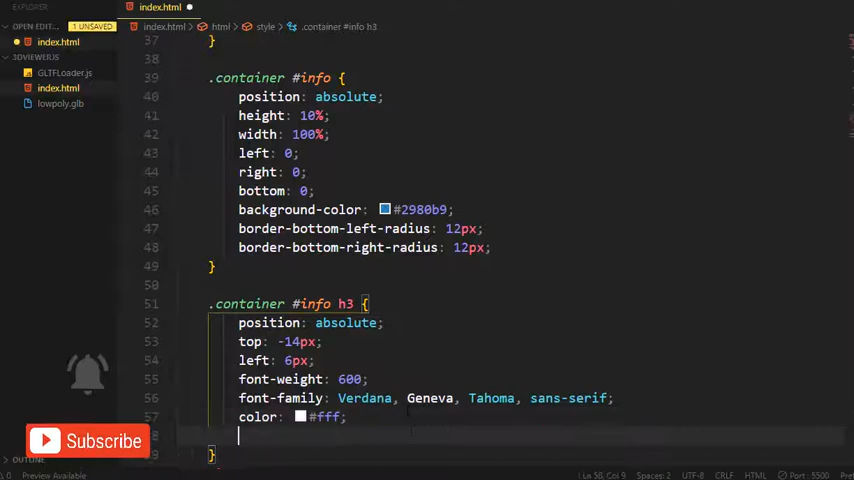 EXPLORER
index.html
OPEN EDIT...
1 UNSAVED
index.html > html > style > .container #info h3
index.html
3DVIEWERJS
GLTFLoader.js
index.html
lowpoly.glb
37 }
38
39 .container #info {
40 position: absolute;
41 height: 10%;
42 width: 100%;
43 left: 0;
44 right: 0;
45 bottom: 0;
46 background-color: #2980b9;
47 border-bottom-left-radius: 12px;
48 border-bottom-right-radius: 12px;
49 }
50
51 .container #info h3 {
52 position: absolute;
53 top: -14px;
54 left: 6px;
55 font-weight: 600;
56 font-family: Verdana, Geneva, Tahoma, sans-serif;
57 color: #fff;
Subscribe
58
59 }
OUTLINE
Preview Available
Ln 58, Col 9
Spaces: 2
UTF-8
CRLF
HTML
Port : 5500